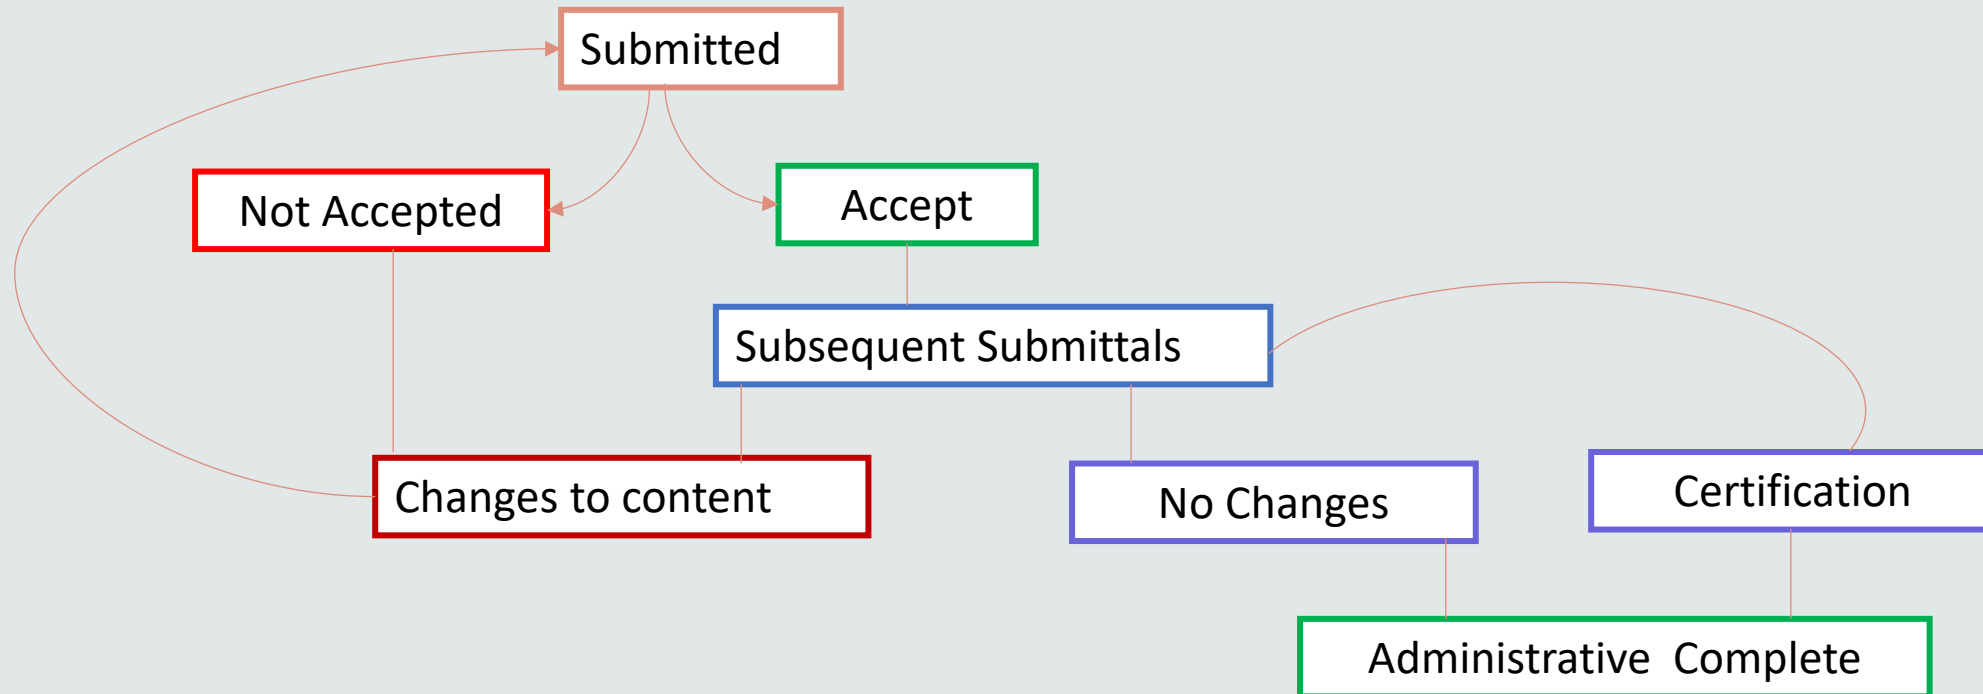 Submitted
Not Accepted
Accept
Subsequent Submittals
Changes to content
No Changes
Certification
Administrative  Complete